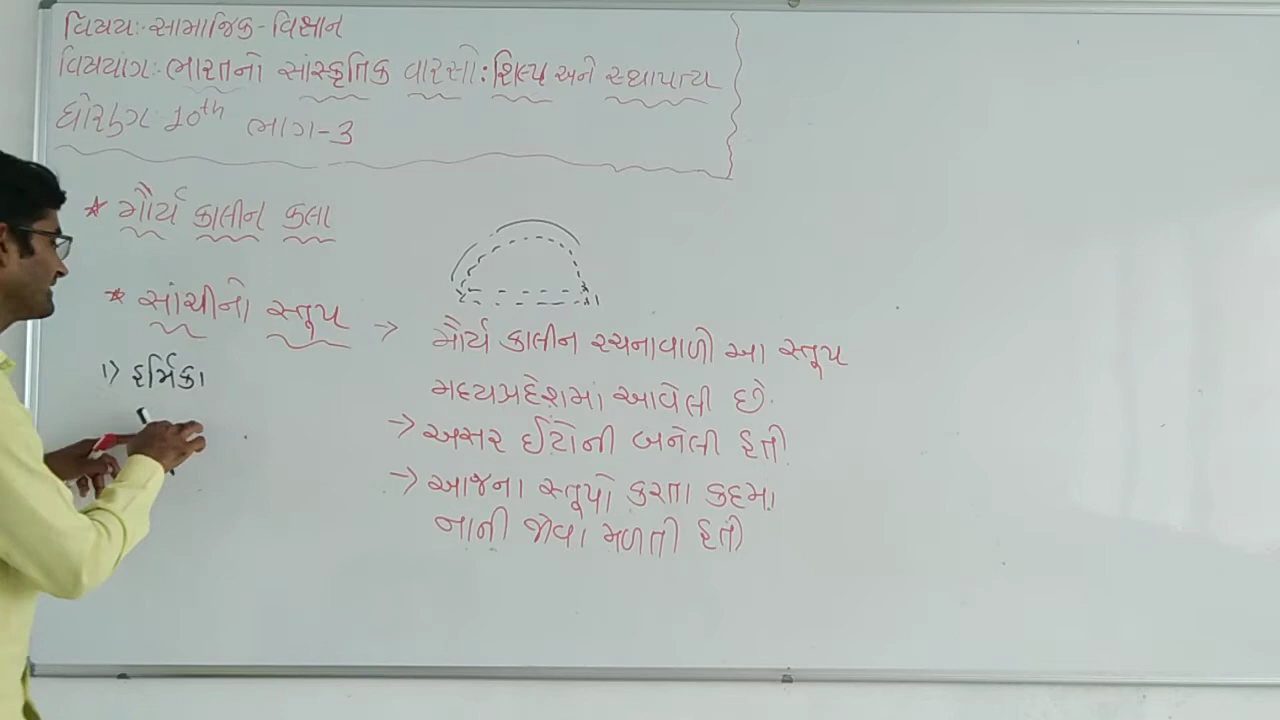 વિષય:- સામાજિક - વિજ્ઞાન
વિષયાંગ:- ભારતનો સાંસ્કૃતિક વારસો : શિલ્પ અને સ્થાપત્ય
ધોરણ 10th ભાગ-3
* મૌર્ય કાલીન કલા
* સાંચીનો સ્તૂપ → મૌર્ય કાલીન રચનાવાળી આ સ્તૂપ
1) હર્મિકા
મધ્યપ્રદેશમાં આવેલી છે.
→ અસર ઈંટોની બનેલી હતી
→ આજના સ્તૂપો કરતા કદમાં
નાની જોવા મળતી હતી